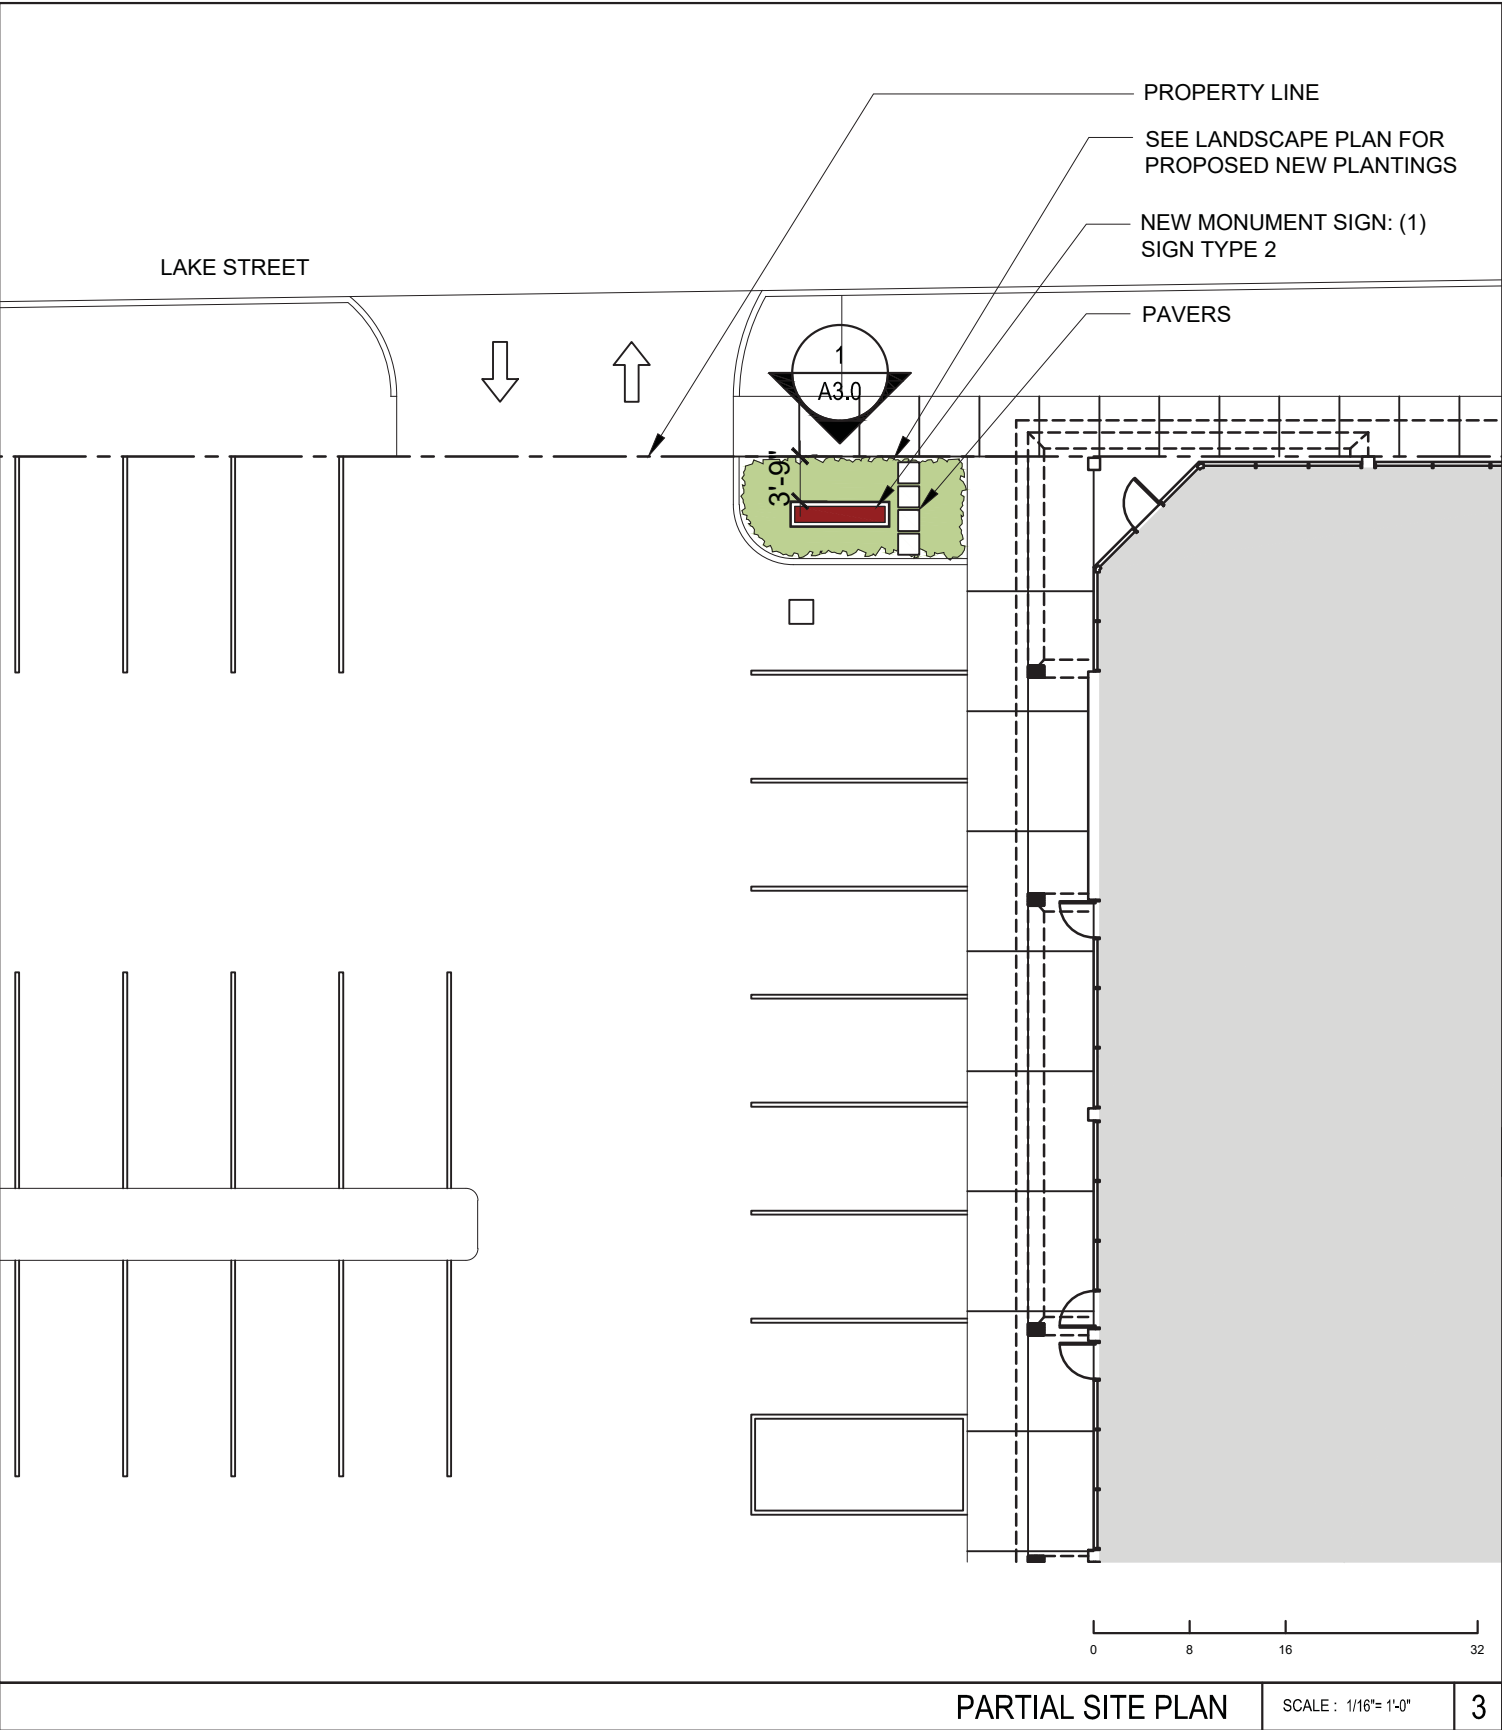 PROPERTY LINE
SEE LANDSCAPE PLAN FOR
PROPOSED NEW PLANTINGS
NEW MONUMENT SIGN: (1)
SIGN TYPE 2
LAKE STREET
PAVERS
1
A3.0
3'-9"
0 8 16 32
PARTIAL SITE PLAN
SCALE : 1/16"= 1'-0"
3